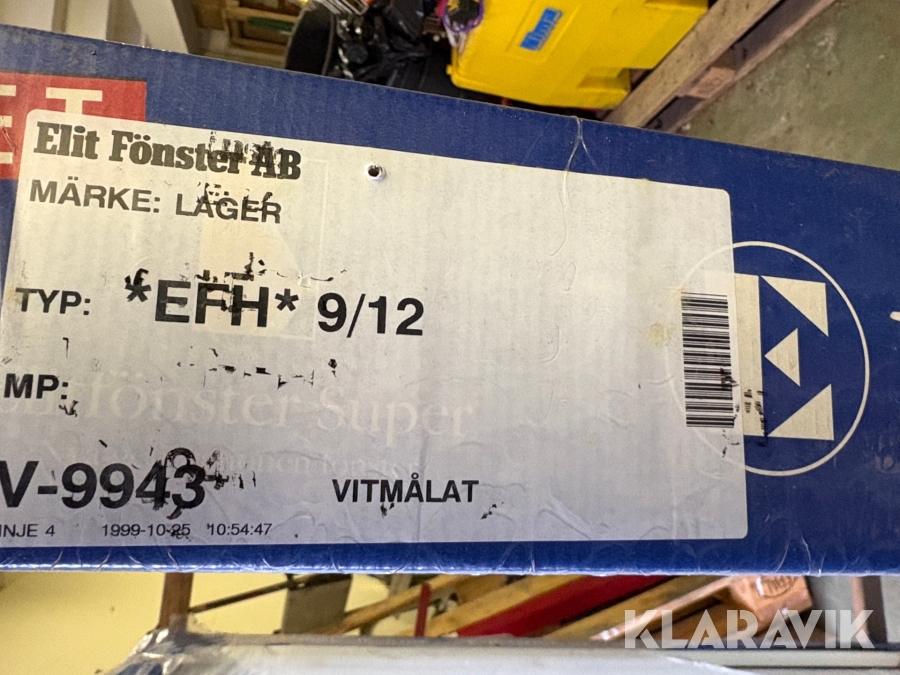 ET
Elit Fönster AB
MÄRKE: LAGER
TYP: *EFH* 9/12
MP:
fönster Super
V-9943
VITMÅLAT
INJE 4 1999-10-25 10:54:47
E
KLARAVIK